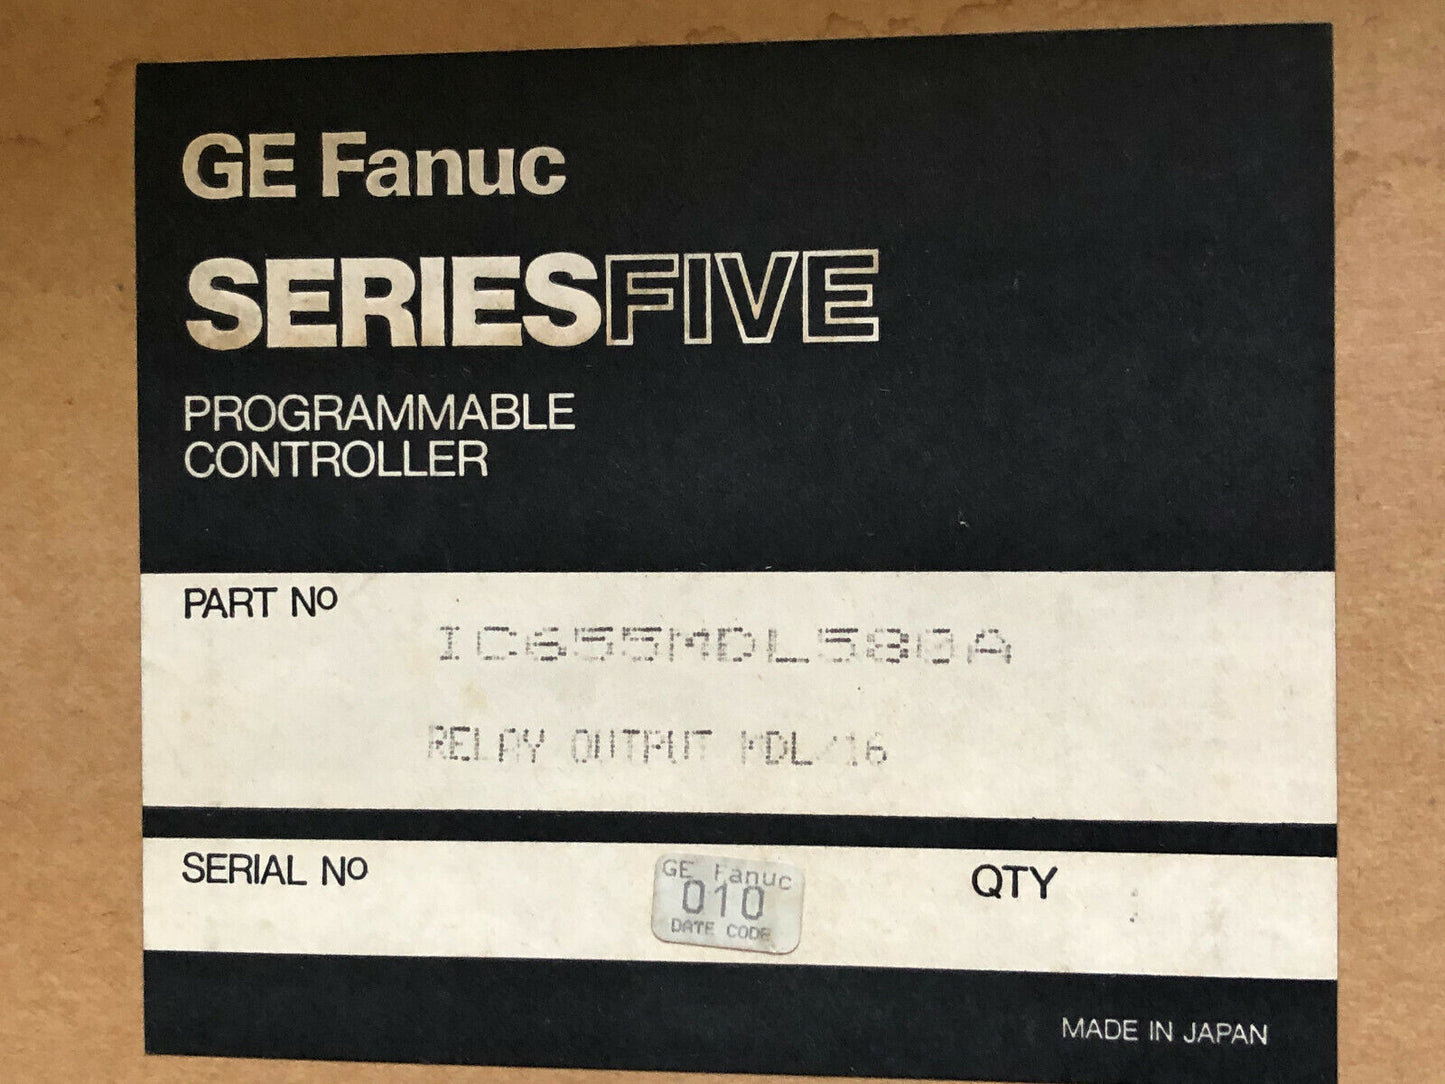 GE Fanuc
SERIESFIVE
PROGRAMMABLE
CONTROLLER
PART Nº
IC655MDL580A
RELAY OUTPUT MDL/16
SERIAL Nº
GE Fanuc
010
DATE CODE
QTY
MADE IN JAPAN